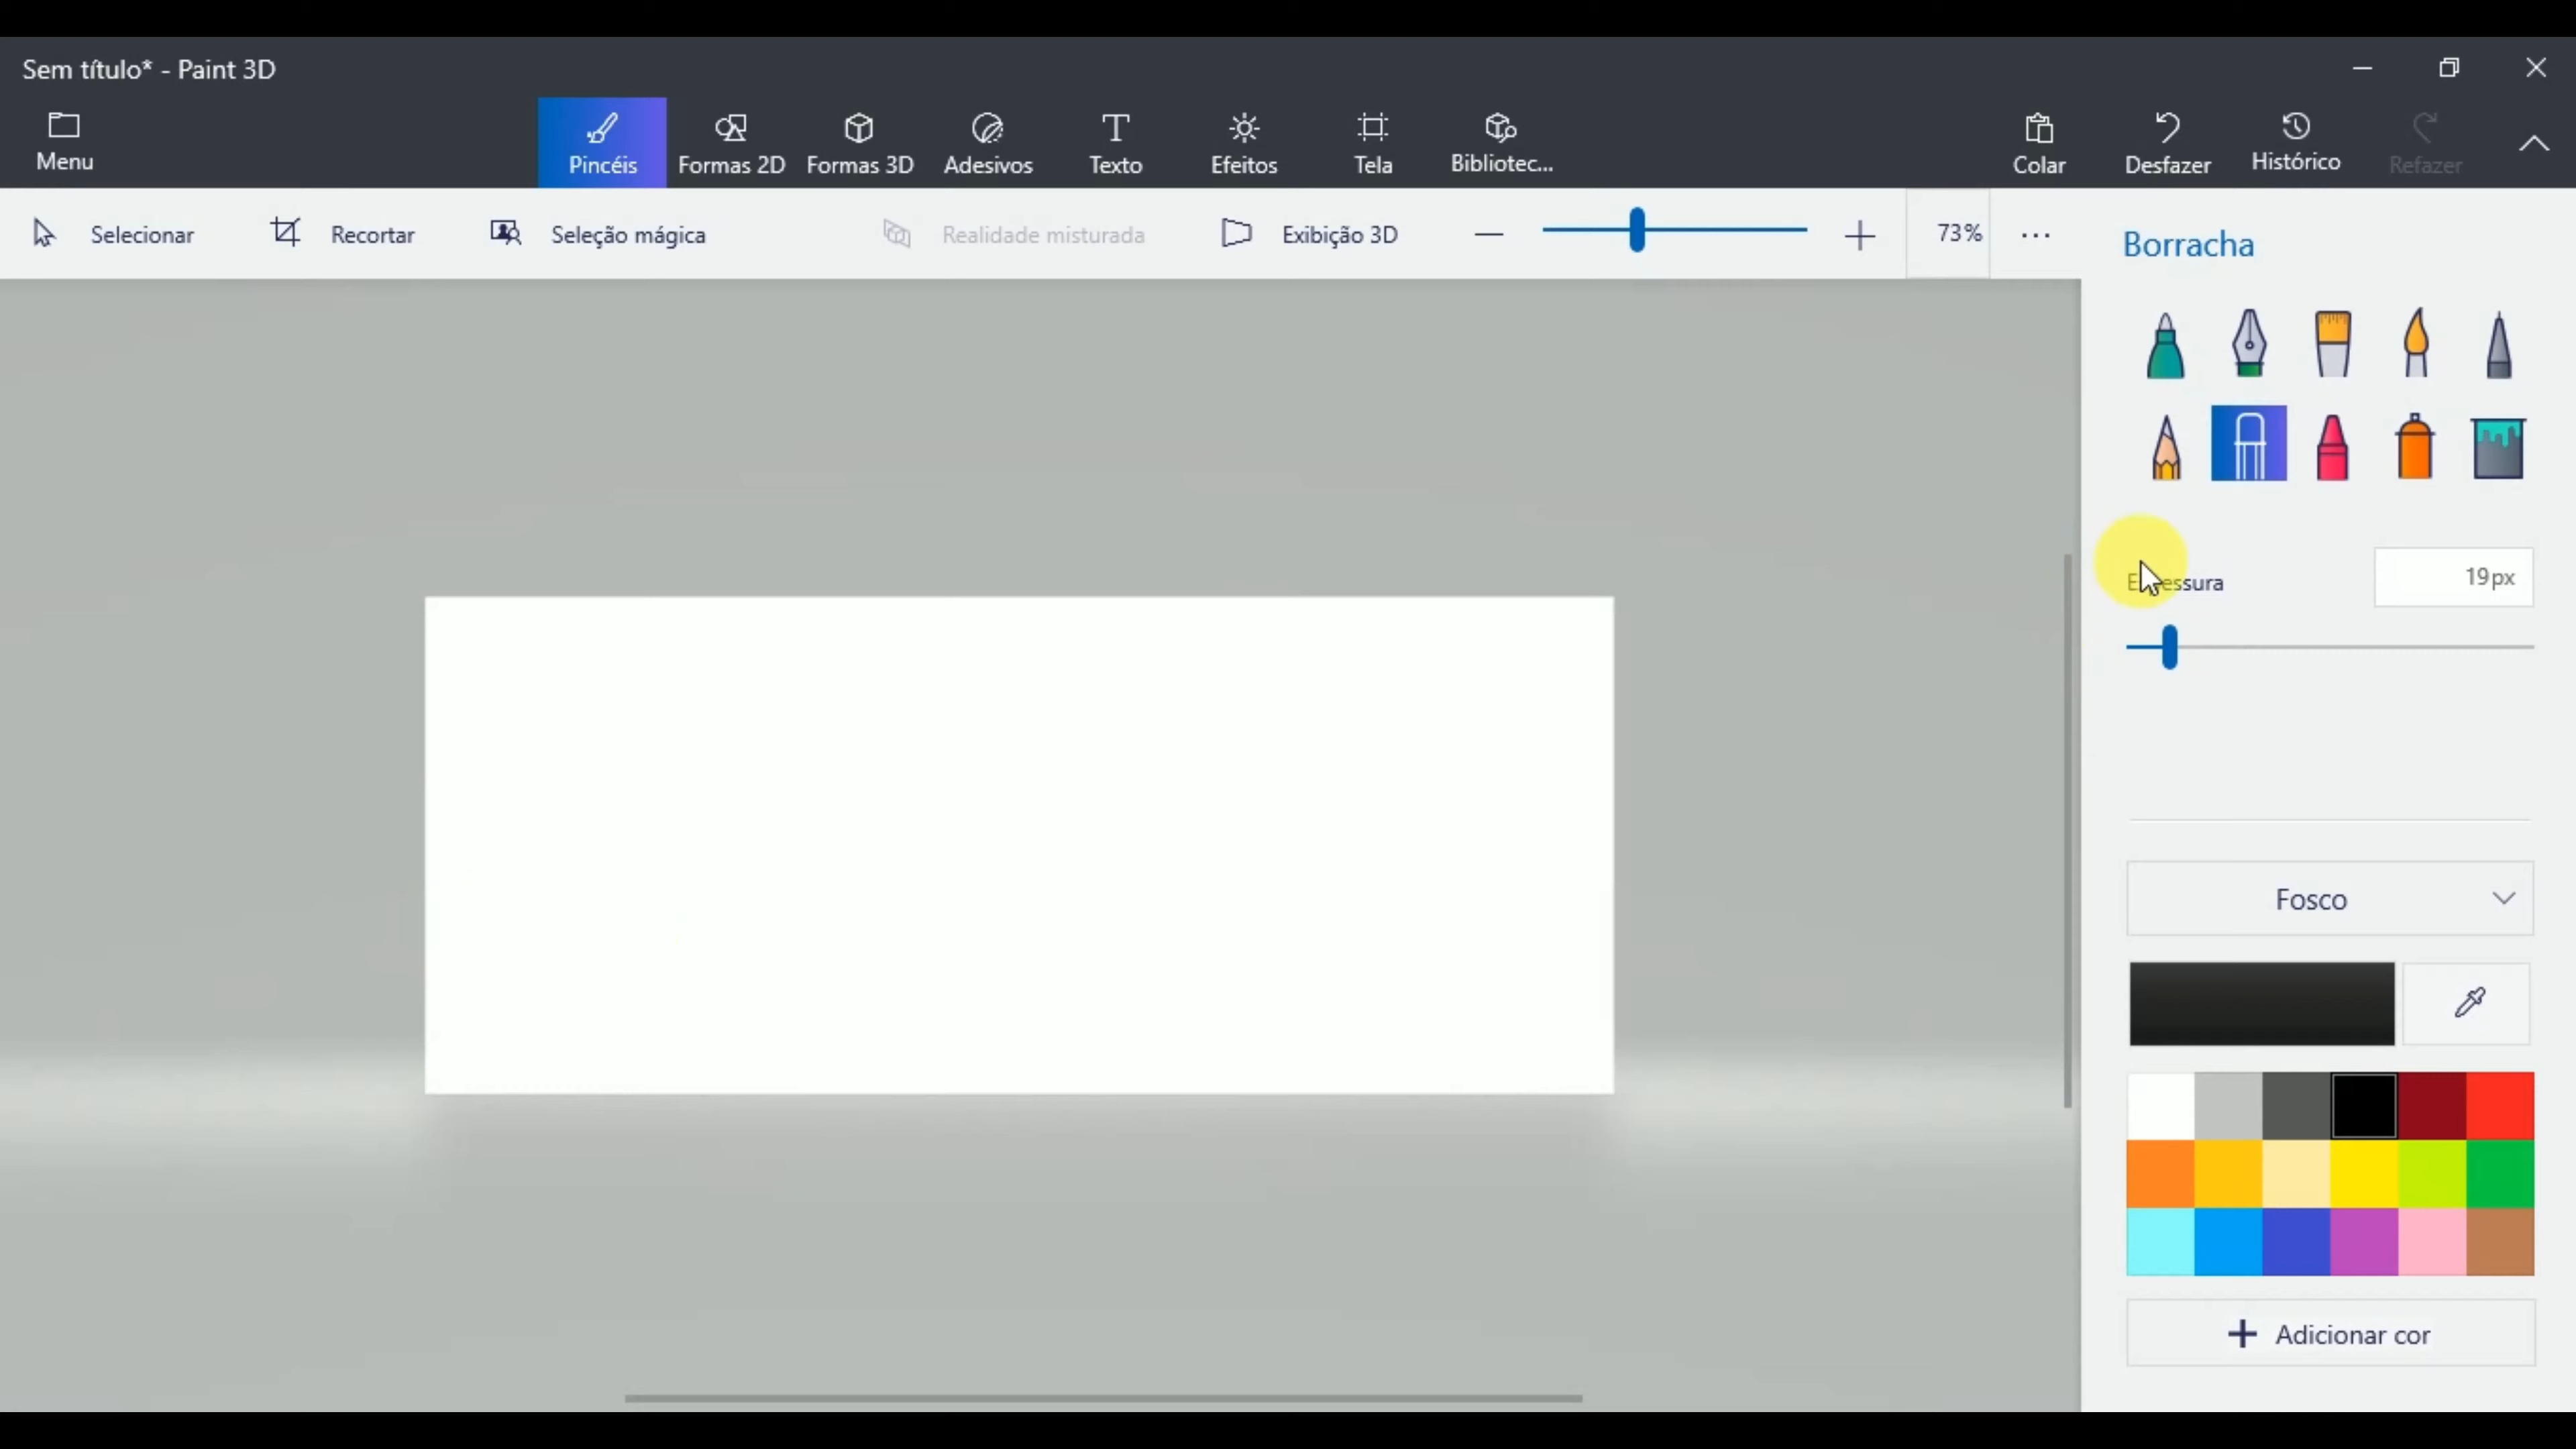 Sem título* - Paint 3D
Menu
Pincéis
Formas 2D
Formas 3D
Adesivos
Texto
Efeitos
Tela
Bibliotec...
Colar
Desfazer
Histórico
Refazer
Selecionar
Recortar
Seleção mágica
Realidade misturada
Exibição 3D
73%
Borracha
19px
Fosco
Adicionar cor